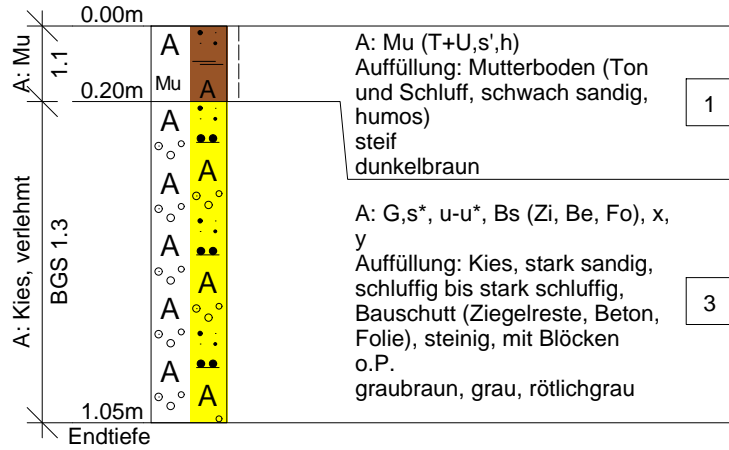 0.00m
A: Mu
1.1
A
Mu
A
A: Mu (T+U,s',h)
Auffüllung: Mutterboden (Ton
und Schluff, schwach sandig,
humos)
steif
dunkelbraun
1
0.20m
A: Kies, verlehmt
BGS 1.3
A
A
A
A
A
A
A
A
A
A: G,s*, u-u*, Bs (Zi, Be, Fo), x,
y
Auffüllung: Kies, stark sandig,
schluffig bis stark schluffig,
Bauschutt (Ziegelreste, Beton,
Folie), steinig, mit Blöcken
o.P.
graubraun, grau, rötlichgrau
3
1.05m
Endtiefe